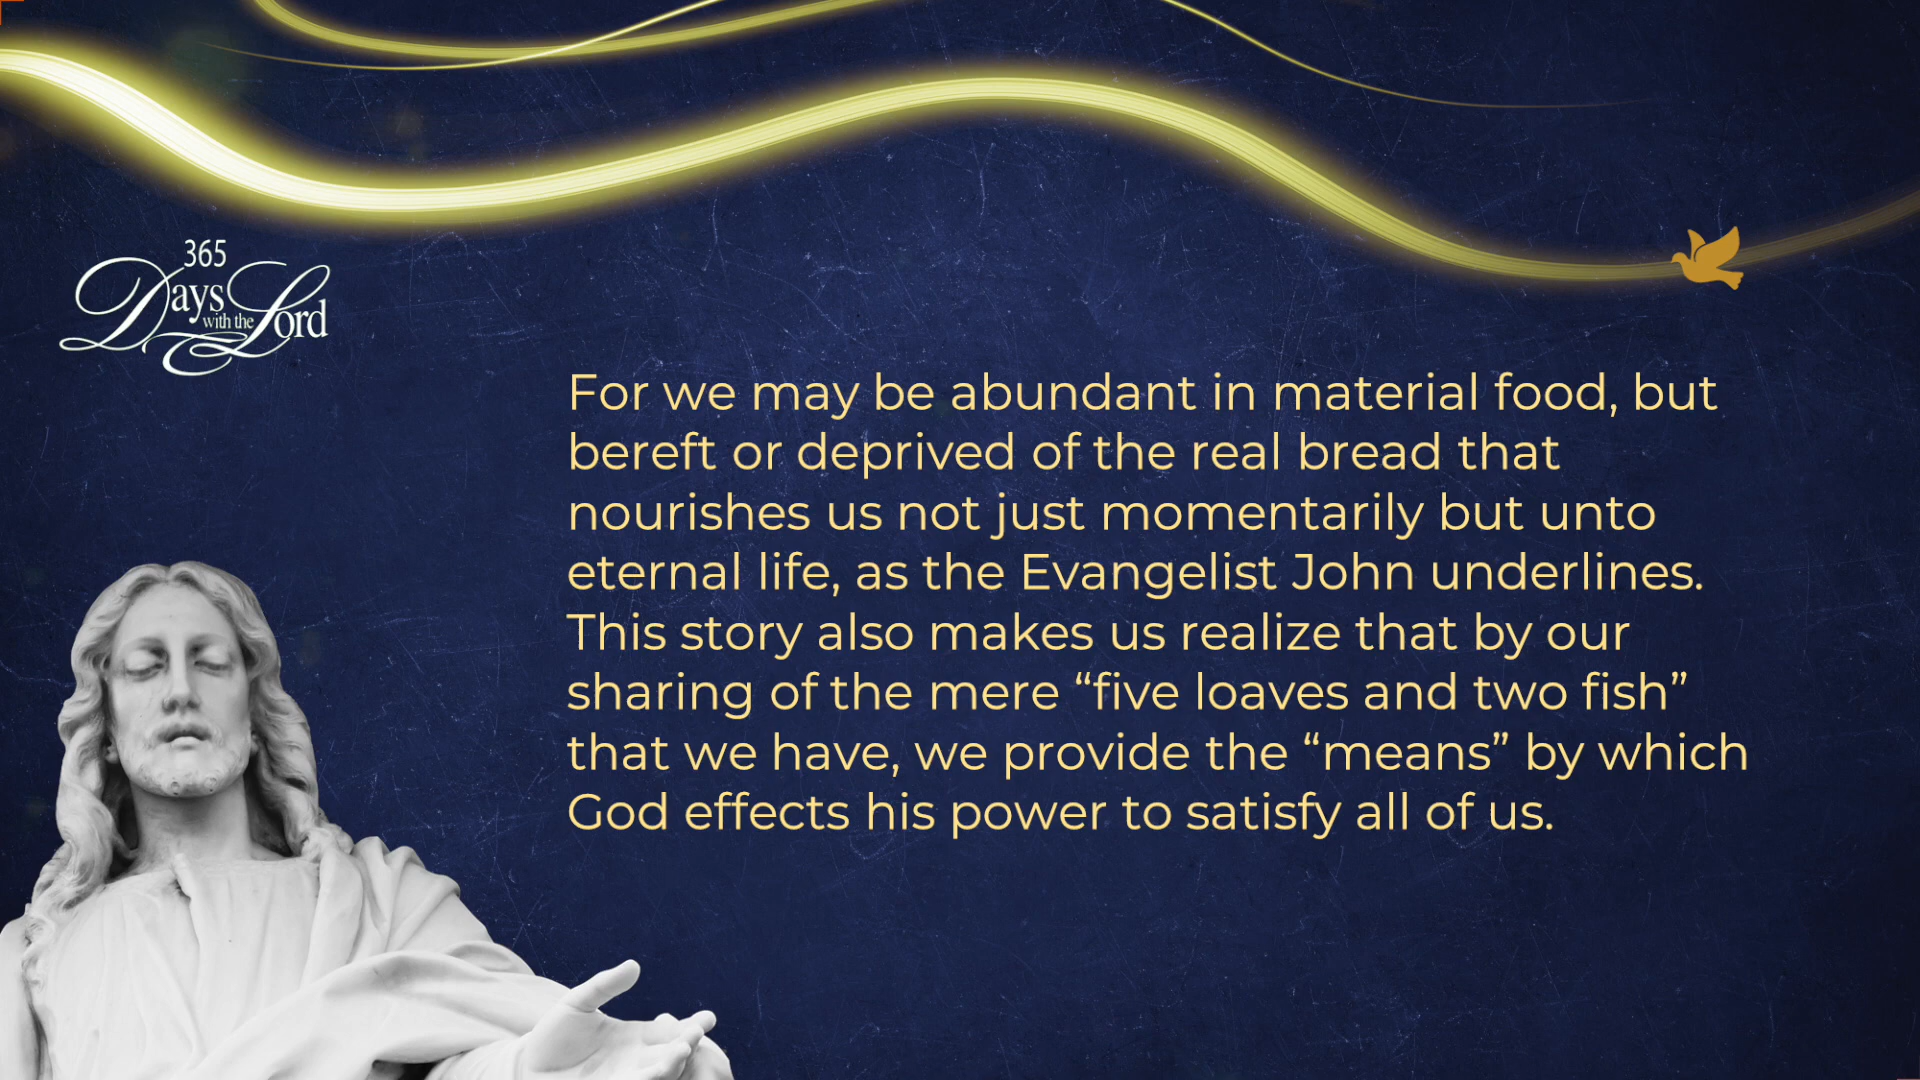 365
Days
with the
Lord
For we may be abundant in material food, but
bereft or deprived of the real bread that
nourishes us not just momentarily but unto
eternal life, as the Evangelist John underlines.
This story also makes us realize that by our
sharing of the mere “five loaves and two fish”
that we have, we provide the “means” by which
God effects his power to satisfy all of us.